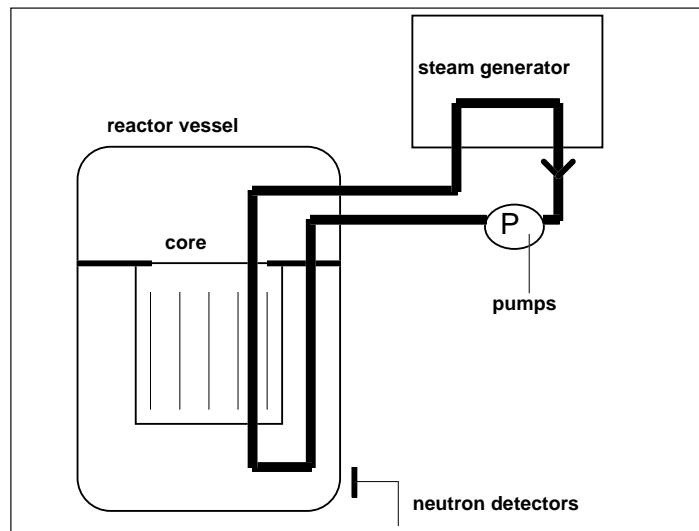 steam generator
reactor vessel
core
P
pumps
neutron detectors